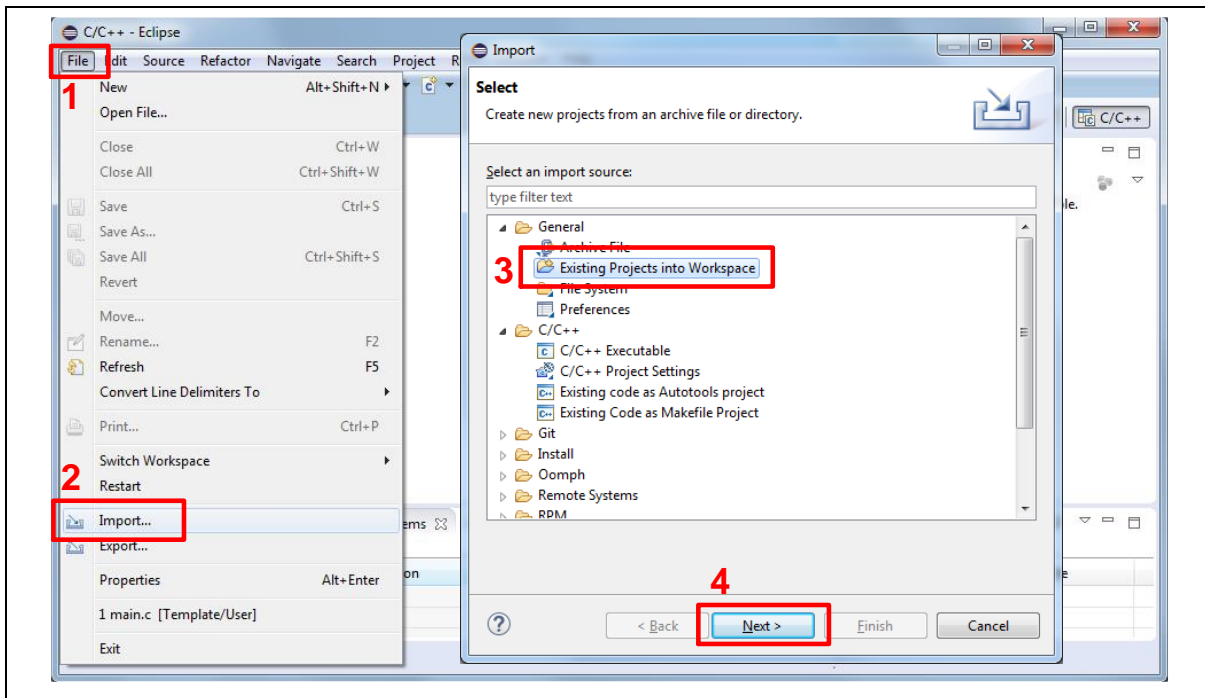 C/C++ - Eclipse
File Edit Source Refactor Navigate Search Project R
1
New Alt+Shift+N
Open File...
Close Ctrl+W
Close All Ctrl+Shift+W
Save Ctrl+S
Save As...
Save All Ctrl+Shift+S
Revert
Move...
Rename... F2
Refresh F5
Convert Line Delimiters To
Print... Ctrl+P
Switch Workspace
2
Restart
Import...
Export...
Properties Alt+Enter
1 main.c [Template/User]
Exit
ems
on
Import
Select
Create new projects from an archive file or directory.
Select an import source:
type filter text
General
Archive File
3
Existing Projects into Workspace
File System
Preferences
C/C++
C/C++ Executable
C/C++ Project Settings
Existing code as Autotools project
Existing Code as Makefile Project
Git
Install
Oomph
Remote Systems
RPM
4
? < Back Next > Finish Cancel
C/C++
le.
e